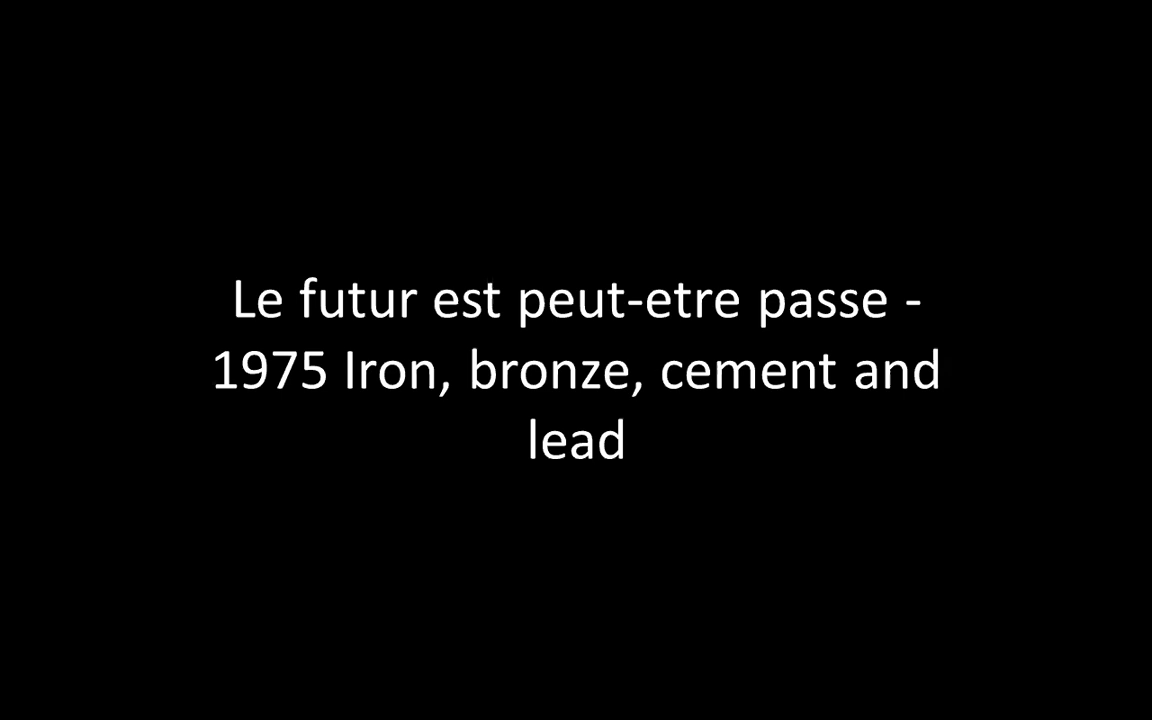 Le futur est peut-etre passe -
1975 Iron, bronze, cement and
lead